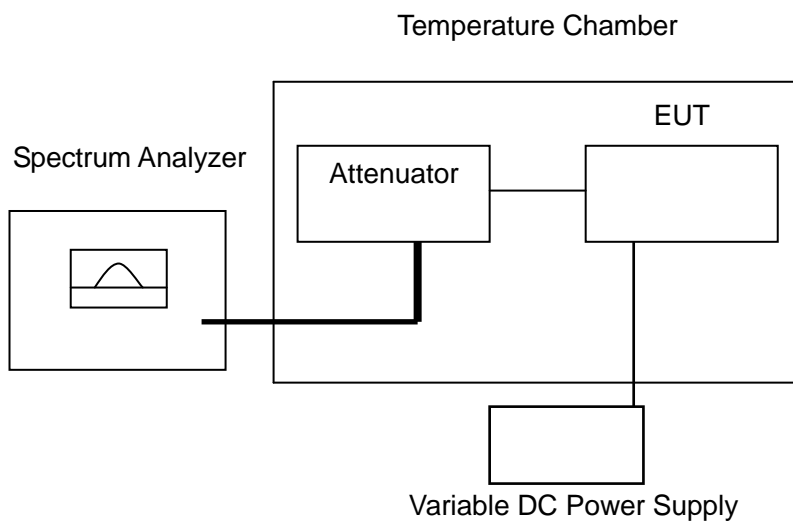 Temperature Chamber
EUT
Spectrum Analyzer
Attenuator
Variable DC Power Supply